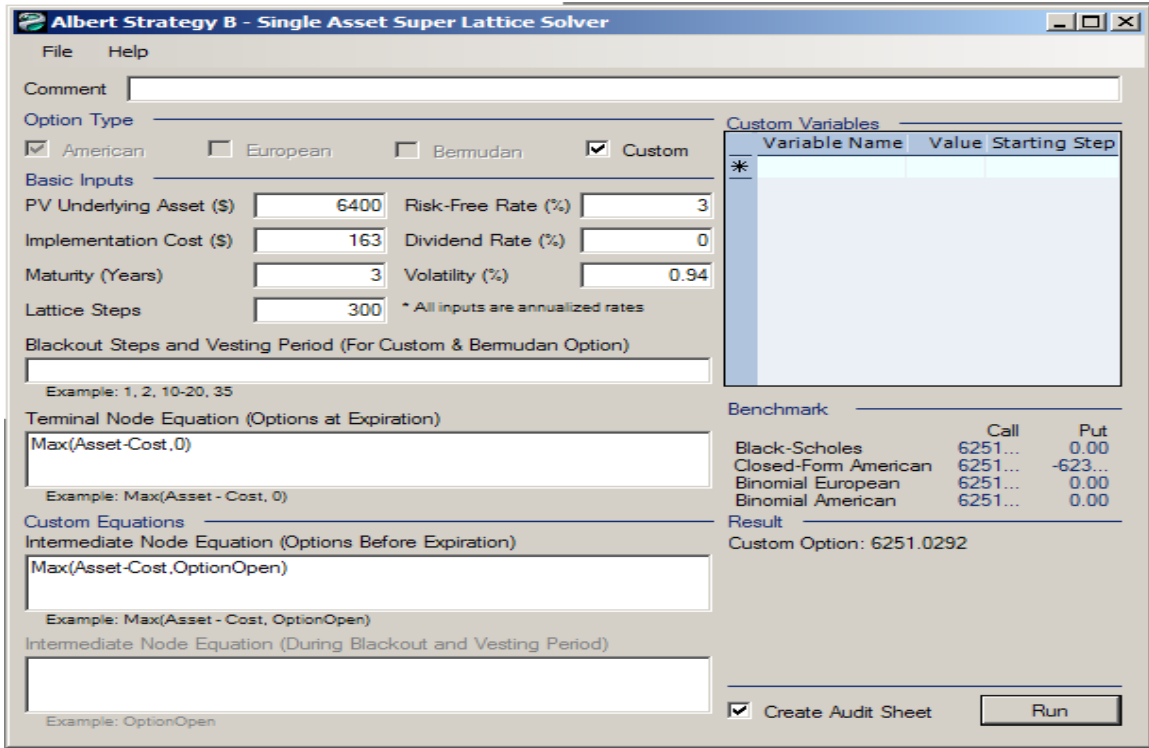 Albert Strategy B - Single Asset Super Lattice Solver
File Help
Comment
Option Type
American European Bermudan Custom
Basic Inputs
PV Underlying Asset ($) 6400 Risk-Free Rate (%) 3
Implementation Cost ($) 163 Dividend Rate (%) 0
Maturity (Years) 3 Volatility (%) 0.94
Lattice Steps 300 * All inputs are annualized rates
Blackout Steps and Vesting Period (For Custom & Bermudan Option)
Example: 1, 2, 10-20, 35
Terminal Node Equation (Options at Expiration)
Max(Asset-Cost,0)
Example: Max(Asset - Cost, 0)
Custom Equations
Intermediate Node Equation (Options Before Expiration)
Max(Asset-Cost,OptionOpen)
Example: Max(Asset - Cost, OptionOpen)
Intermediate Node Equation (During Blackout and Vesting Period)
Example: OptionOpen
Custom Variables
Variable Name Value Starting Step
Benchmark
Call Put
Black-Scholes 6251... 0.00
Closed-Form American 6251... -623...
Binomial European 6251... 0.00
Binomial American 6251... 0.00
Result
Custom Option: 6251.0292
Create Audit Sheet Run